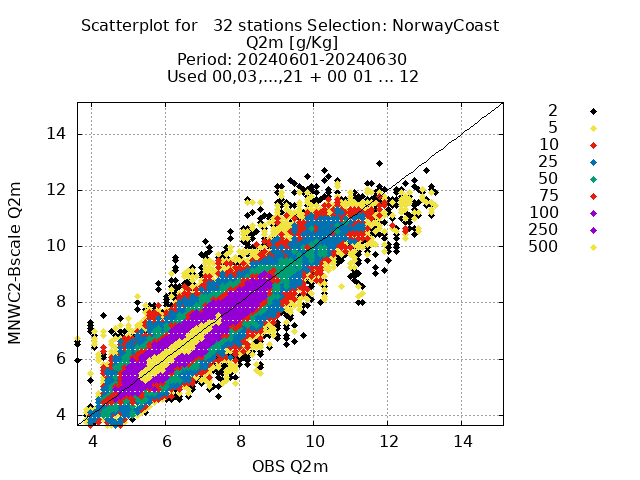 Scatterplot for   32 stations Selection: NorwayCoast
Q2m [g/Kg]
Period: 20240601-20240630
Used 00,03,...,21 + 00 01 ... 12
2
5
10
25
50
75
100
250
500
14
12
10
8
6
4
MNWC2-Bscale Q2m
4 6 8 10 12 14
OBS Q2m